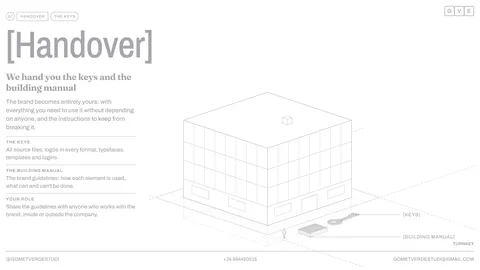 HANDOVER THE KEYS
G V E
[Handover]
We hand you the keys and the
building manual
The brand becomes entirely yours: with
everything you need to use it without depending
on anyone, and the instructions to keep from
breaking it.
THE KEYS
All source files, logos in every format, typefaces,
templates and logins.
THE BUILDING MANUAL
The brand guidelines: how each element is used,
what can and can't be done.
YOUR ROLE
Share the guidelines with anyone who works with the
brand, inside or outside the company.
[KEYS]
[BUILDING MANUAL]
TURNKEY
@GOMETVERDESTUDI
GOMETVERDESTUDI@GMAIL.COM